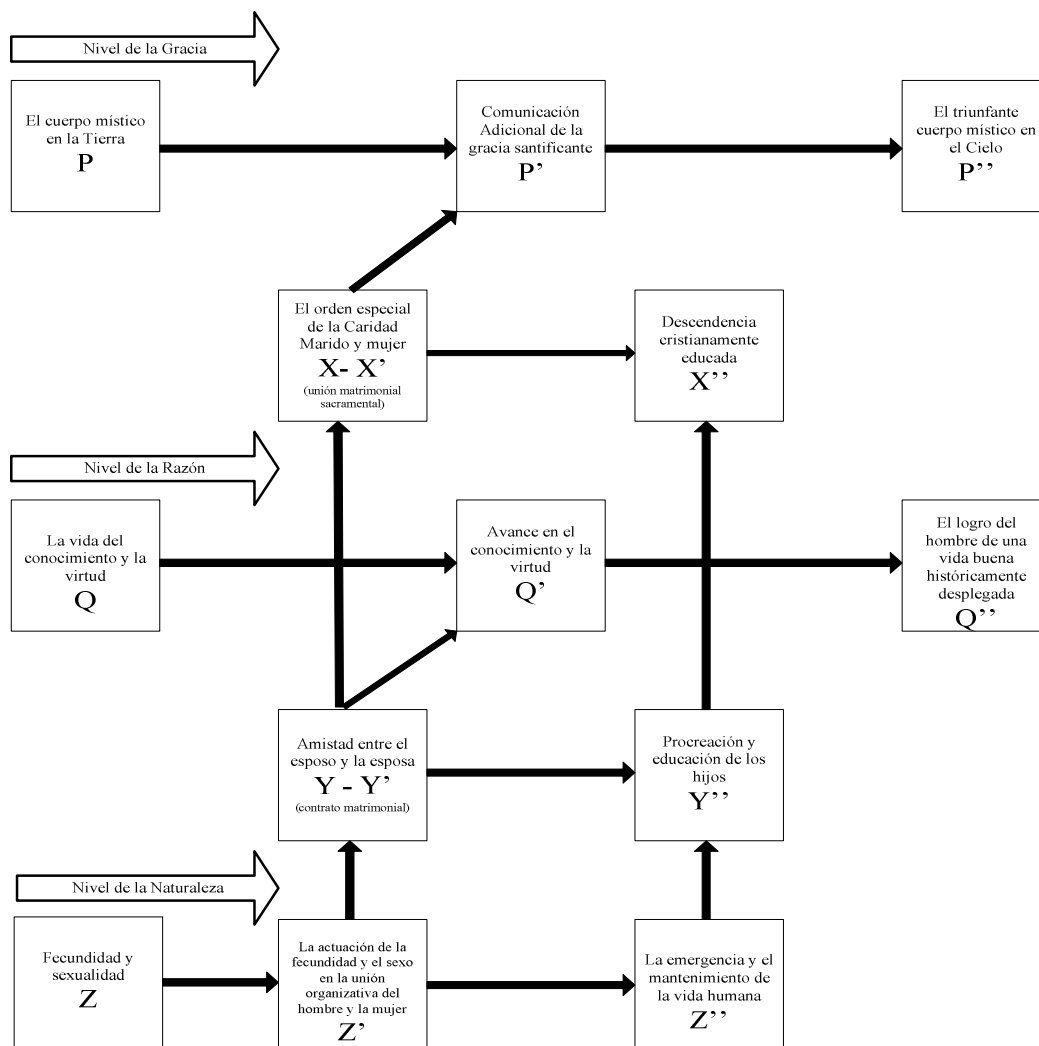 Nivel de la Gracia
El cuerpo místico
en la Tierra
P
Comunicación
Adicional de la
gracia santificante
P'
El triunfante
cuerpo místico en
el Cielo
P''
El orden especial
de la Caridad
Marido y mujer
X- X'
(unión matrimonial
sacramental)
Descendencia
cristianamente
educada
X''
Nivel de la Razón
La vida del
conocimiento y la
virtud
Q
Avance en el
conocimiento y la
virtud
Q'
El logro del
hombre de una
vida buena
históricamente
desplegada
Q''
Amistad entre el
esposo y la esposa
Y - Y'
(contrato matrimonial)
Procreación y
educación de los
hijos
Y''
Nivel de la Naturaleza
Fecundidad y
sexualidad
Z
La actuación de la
fecundidad y el sexo
en la unión
organizativa del
hombre y la mujer
Z'
La emergencia y el
mantenimiento de
la vida humana
Z''